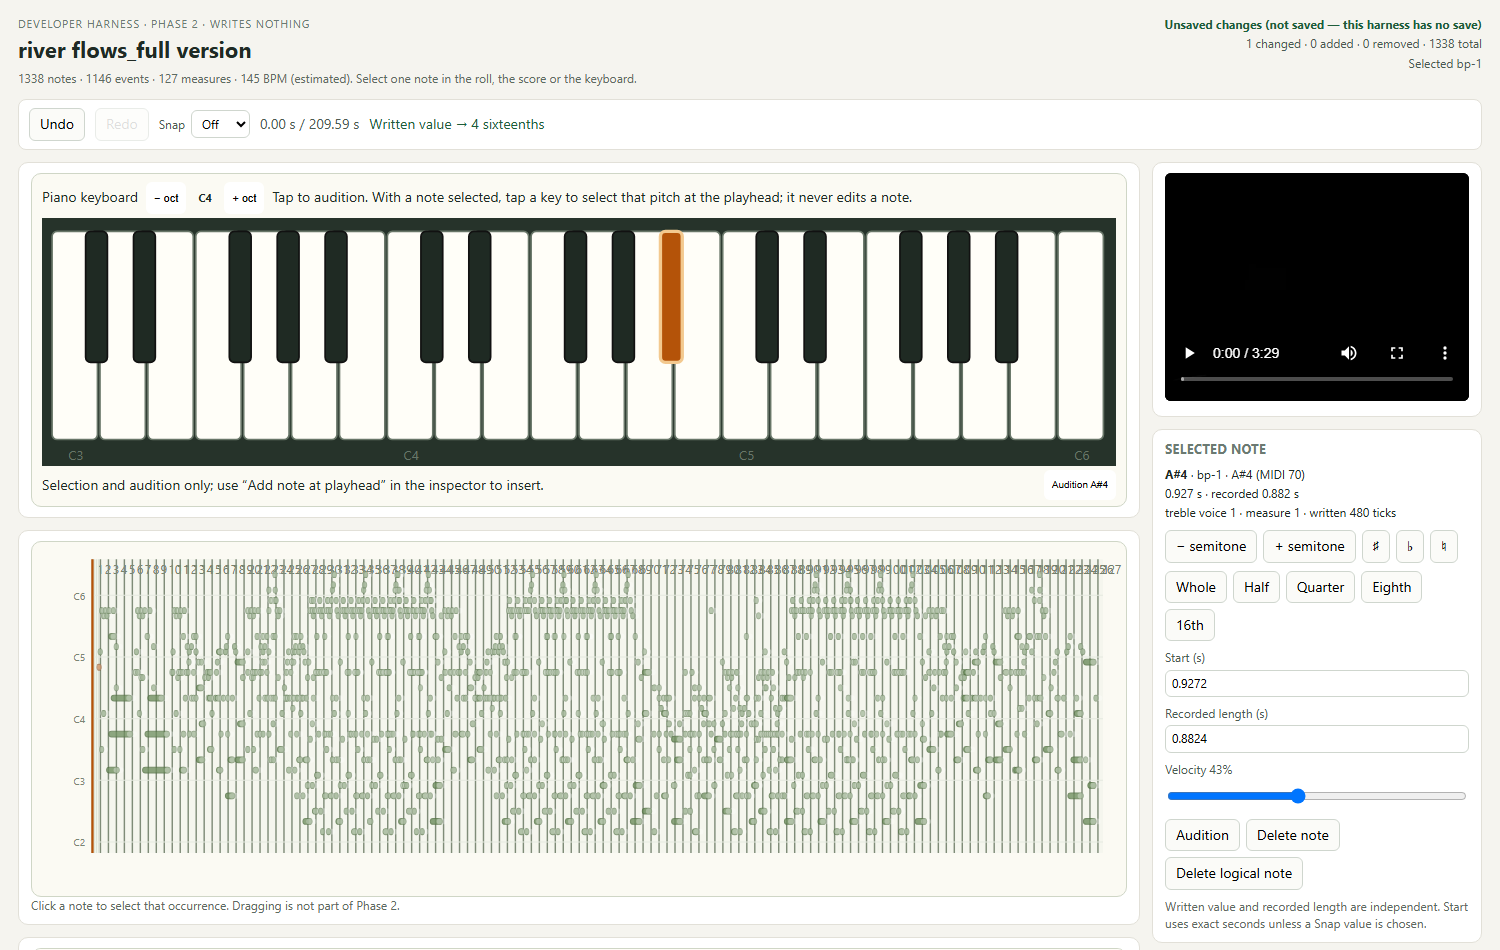 DEVELOPER HARNESS · PHASE 2 · WRITES NOTHING
river flows_full version
1338 notes · 1146 events · 127 measures · 145 BPM (estimated). Select one note in the roll, the score or the keyboard.
Unsaved changes (not saved — this harness has no save)
1 changed · 0 added · 0 removed · 1338 total
Selected bp-1
Undo Redo Snap Off 0.00 s / 209.59 s Written value → 4 sixteenths
Piano keyboard − oct C4 + oct Tap to audition. With a note selected, tap a key to select that pitch at the playhead; it never edits a note.
C3 C4 C5 C6
Selection and audition only; use “Add note at playhead” in the inspector to insert. Audition A#4
C6
C5
C4
C3
C2
Click a note to select that occurrence. Dragging is not part of Phase 2.
0:00 / 3:29
SELECTED NOTE
A#4 · bp-1 · A#4 (MIDI 70)
0.927 s · recorded 0.882 s
treble voice 1 · measure 1 · written 480 ticks
− semitone + semitone ♯ ♭ ♮
Whole Half Quarter Eighth
16th
Start (s)
0.9272
Recorded length (s)
0.8824
Velocity 43%
Audition Delete note
Delete logical note
Written value and recorded length are independent. Start
uses exact seconds unless a Snap value is chosen.